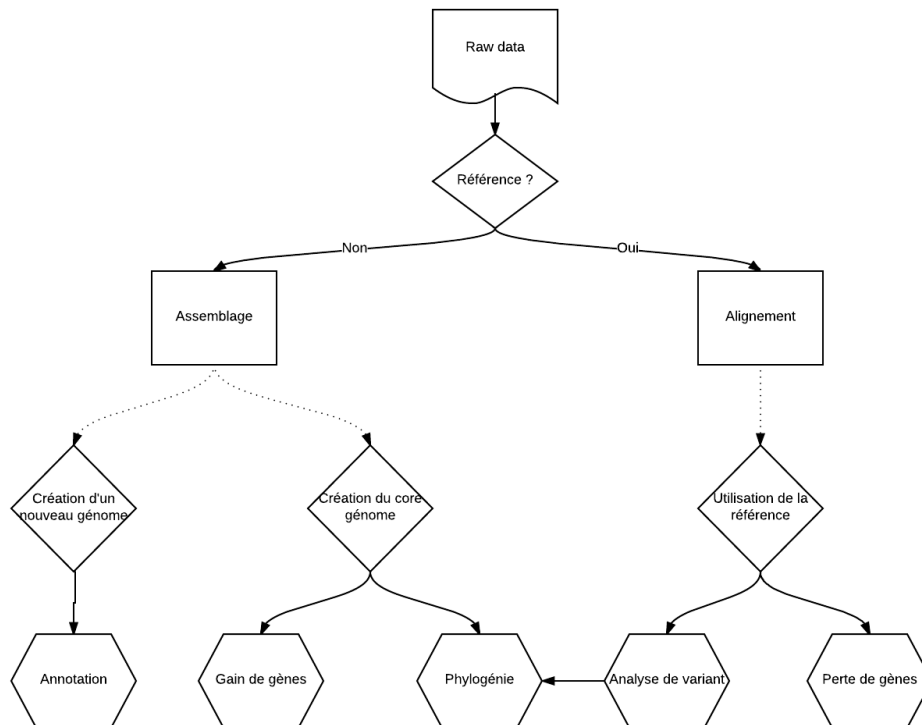 Raw data
Référence ?
Non
Oui
Assemblage
Alignement
Création d'un
nouveau génome
Création du core
génome
Utilisation de la
référence
Annotation
Gain de gènes
Phylogénie
Analyse de variant
Perte de gènes